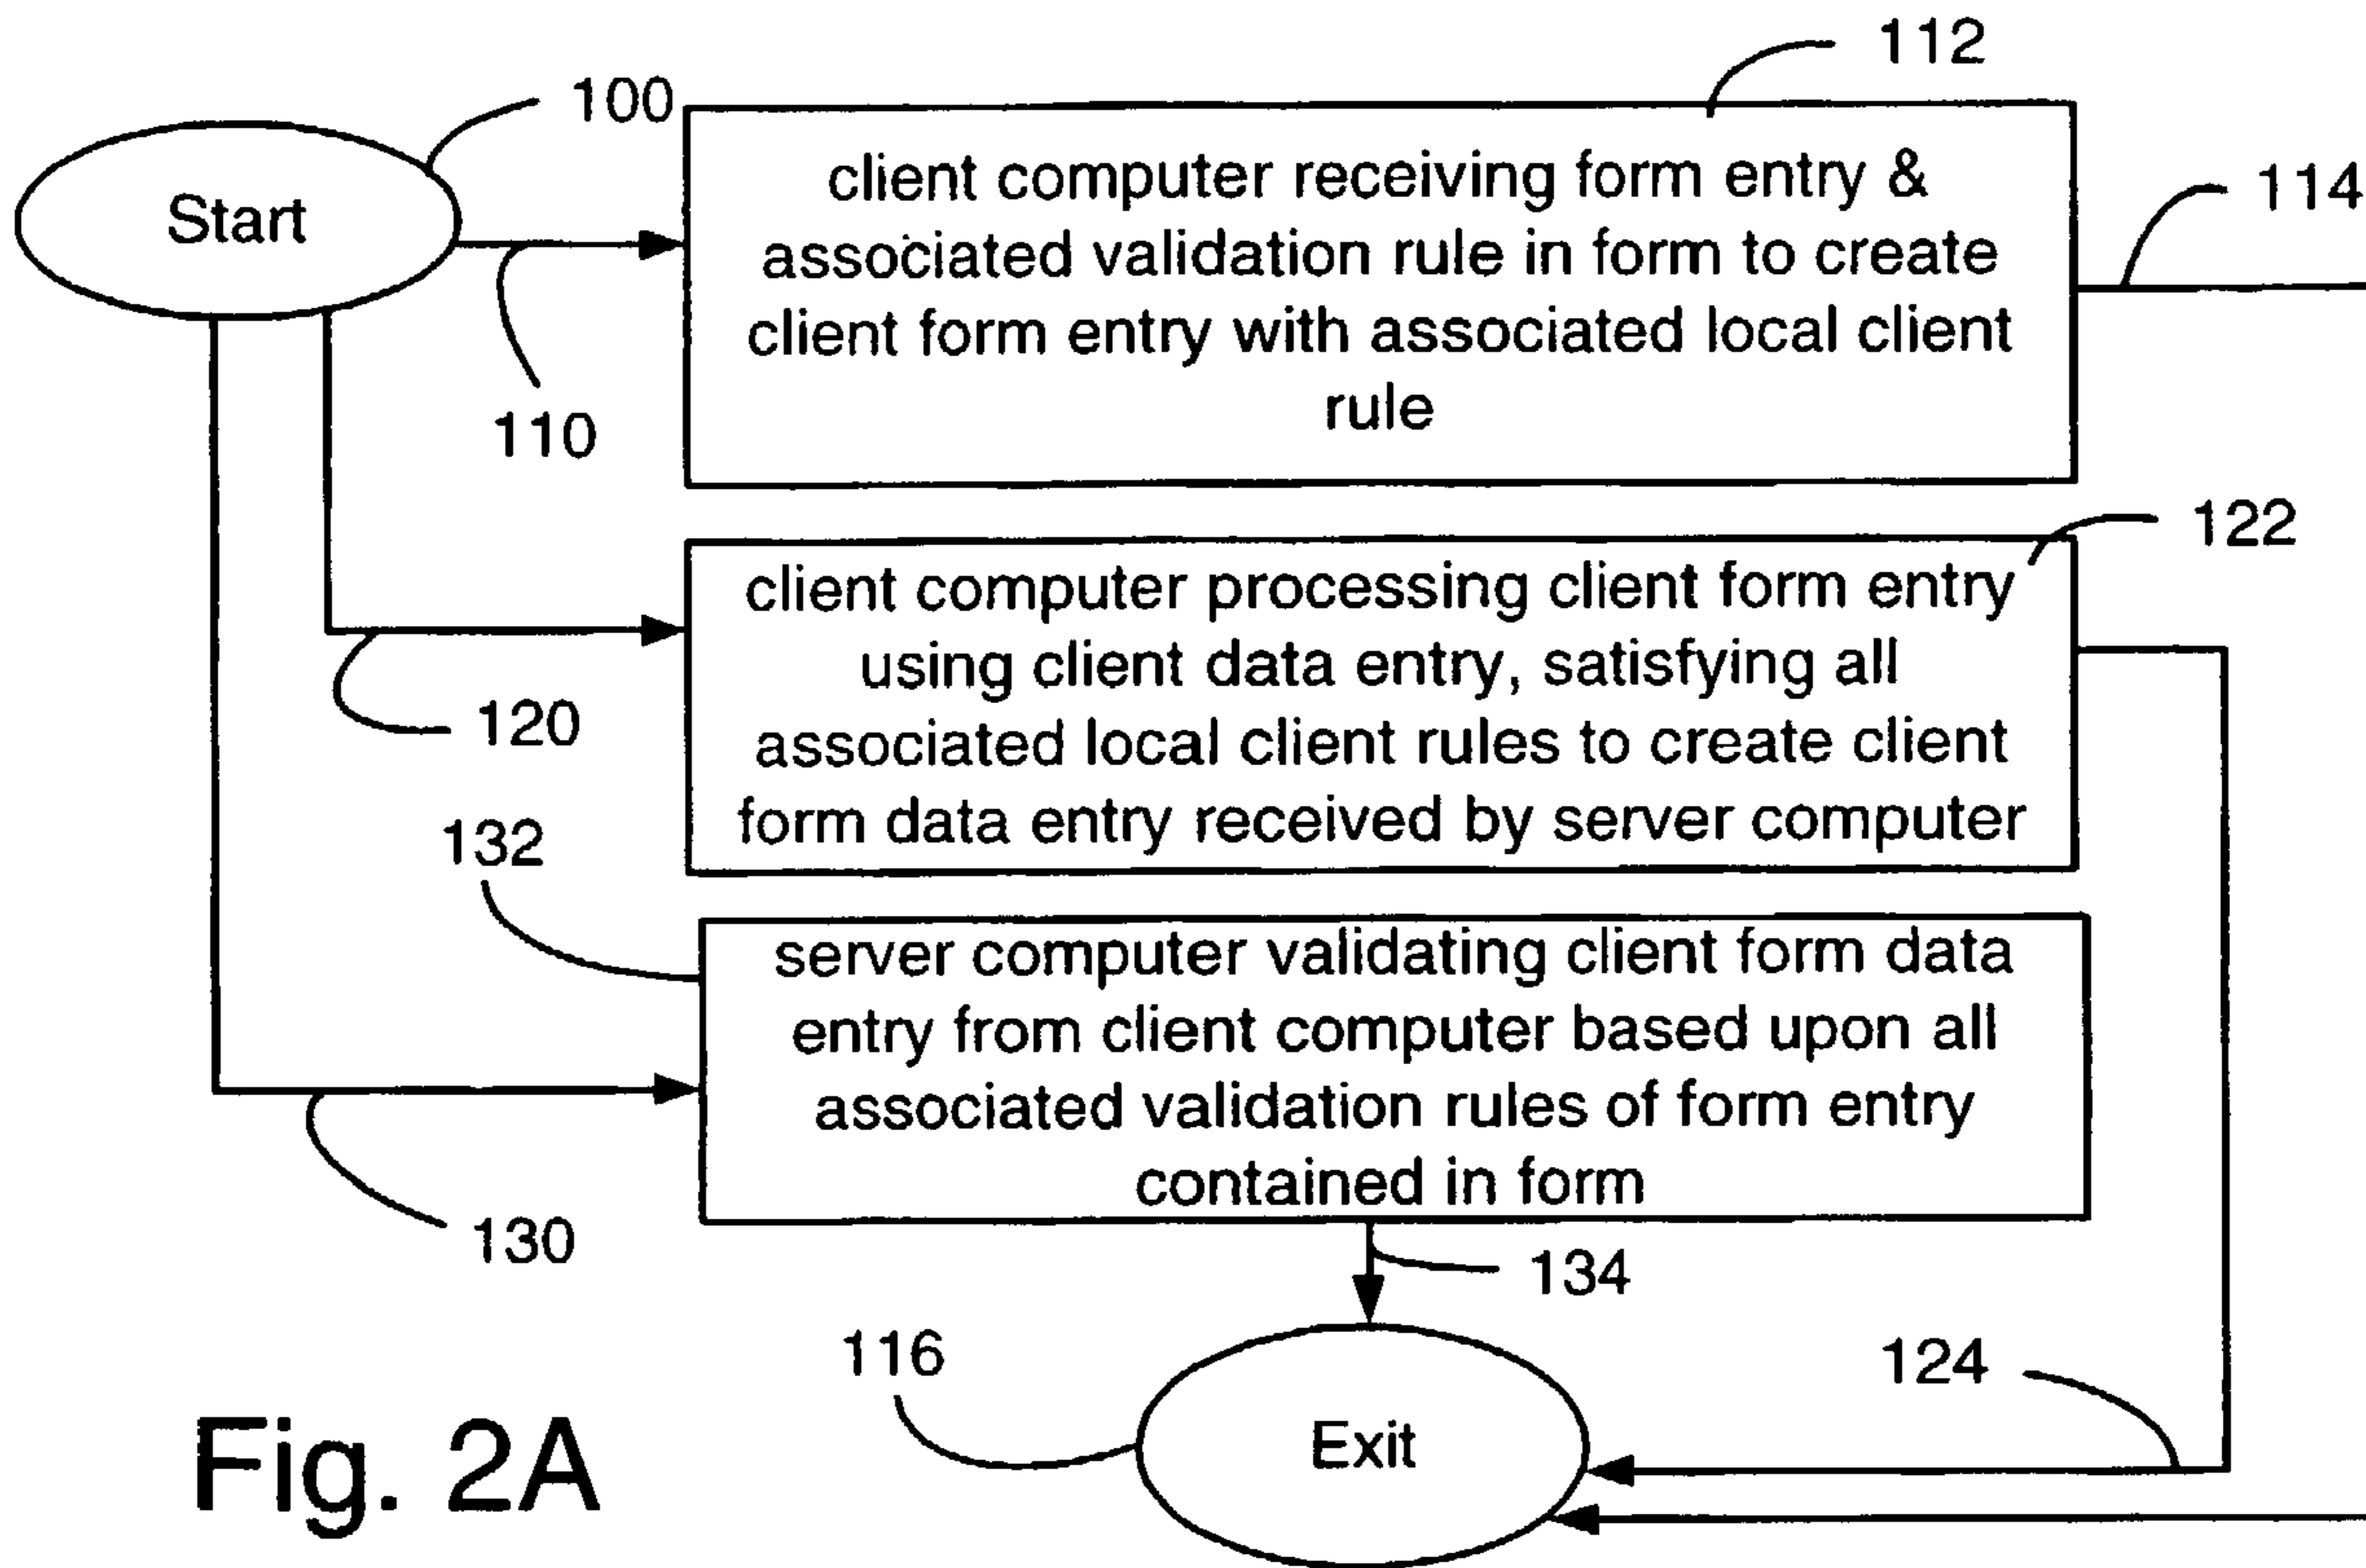 112
100
114
Start
client computer receiving form entry &
associated validation rule in form to create
client form entry with associated local client
rule
110
122
client computer processing client form entry
using client data entry, satisfying all
associated local client rules to create client
form data entry received by server computer
120
132
server computer validating client form data
entry from client computer based upon all
associated validation rules of form entry
contained in form
130
134
116
124
Exit
Fig. 2A